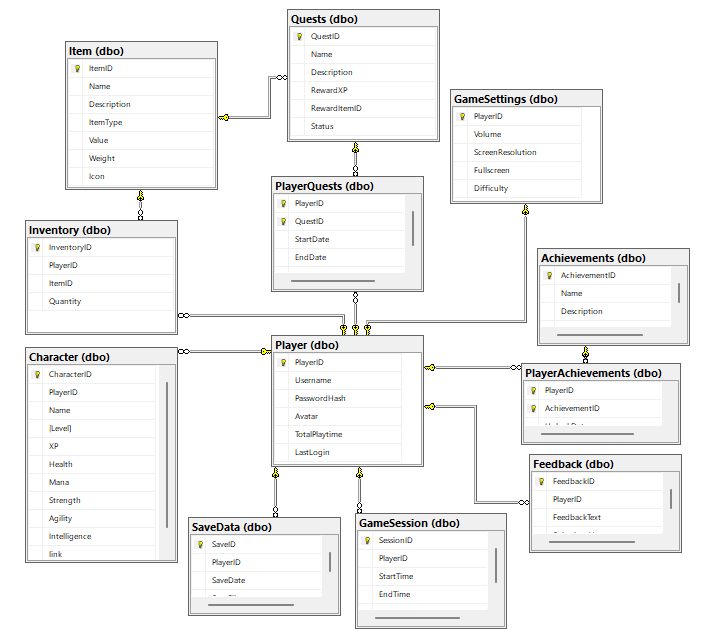 Quests (dbo)
QuestID
Name
Description
RewardXP
RewardItemID
Status
Item (dbo)
ItemID
Name
Description
ItemType
Value
Weight
Icon
GameSettings (dbo)
PlayerID
Volume
ScreenResolution
Fullscreen
Difficulty
PlayerQuests (dbo)
PlayerID
QuestID
StartDate
EndDate
Inventory (dbo)
InventoryID
PlayerID
ItemID
Quantity
Achievements (dbo)
AchievementID
Name
Description
Player (dbo)
PlayerID
Username
PasswordHash
Avatar
TotalPlaytime
LastLogin
Character (dbo)
CharacterID
PlayerID
Name
[Level]
XP
Health
Mana
Strength
Agility
Intelligence
link
PlayerAchievements (dbo)
PlayerID
AchievementID
Feedback (dbo)
FeedbackID
PlayerID
FeedbackText
SaveData (dbo)
SaveID
PlayerID
SaveDate
GameSession (dbo)
SessionID
PlayerID
StartTime
EndTime